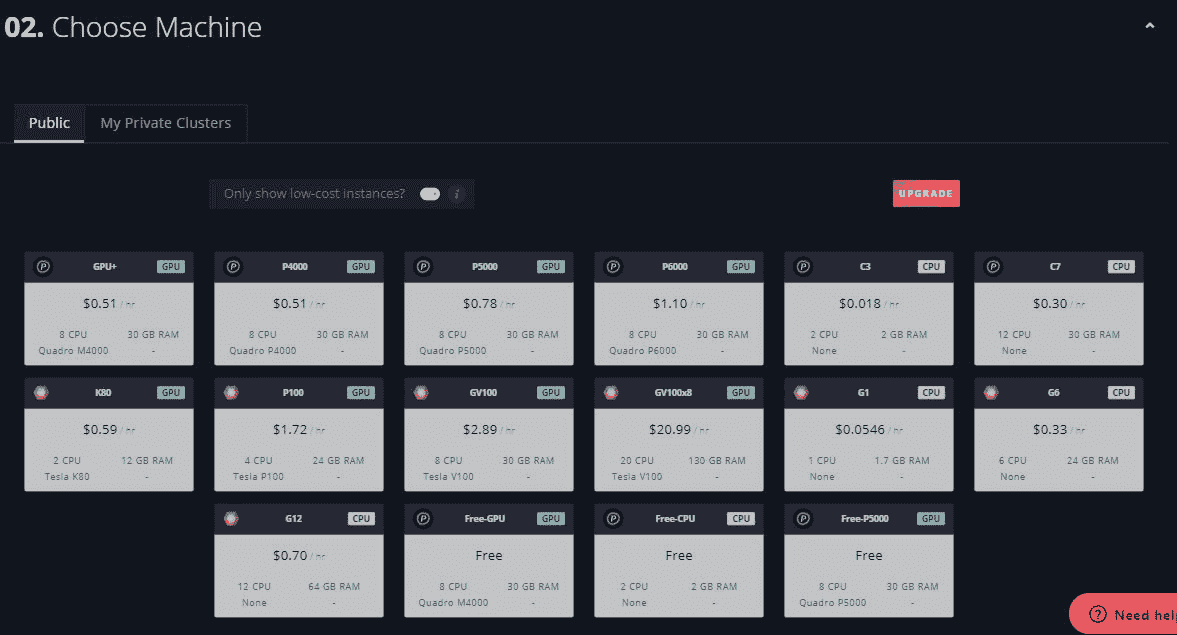 02. Choose Machine
Public My Private Clusters
Only show low-cost instances? i UPGRADE
P GPU+ GPU P P4000 GPU P P5000 GPU P P6000 GPU P C3 CPU P C7 CPU
$0.51 / hr $0.51 / hr $0.78 / hr $1.10 / hr $0.018 / hr $0.30 / hr
8 CPU 30 GB RAM 8 CPU 30 GB RAM 8 CPU 30 GB RAM 8 CPU 30 GB RAM 2 CPU 2 GB RAM 12 CPU 30 GB RAM
Quadro M4000 - Quadro P4000 - Quadro P5000 - Quadro P6000 - None - None -
K80 GPU P100 GPU GV100 GPU GV100x8 GPU G1 CPU G6 CPU
$0.59 / hr $1.72 / hr $2.89 / hr $20.99 / hr $0.0546 / hr $0.33 / hr
2 CPU 12 GB RAM 4 CPU 24 GB RAM 8 CPU 30 GB RAM 20 CPU 130 GB RAM 1 CPU 1.7 GB RAM 6 CPU 24 GB RAM
Tesla K80 - Tesla P100 - Tesla V100 - Tesla V100 - None - None -
G12 CPU P Free-GPU GPU P Free-CPU CPU P Free-P5000 GPU
$0.70 / hr Free Free Free
12 CPU 64 GB RAM 8 CPU 30 GB RAM 2 CPU 2 GB RAM 8 CPU 30 GB RAM
None - Quadro M4000 - None - Quadro P5000 -
? Need hel